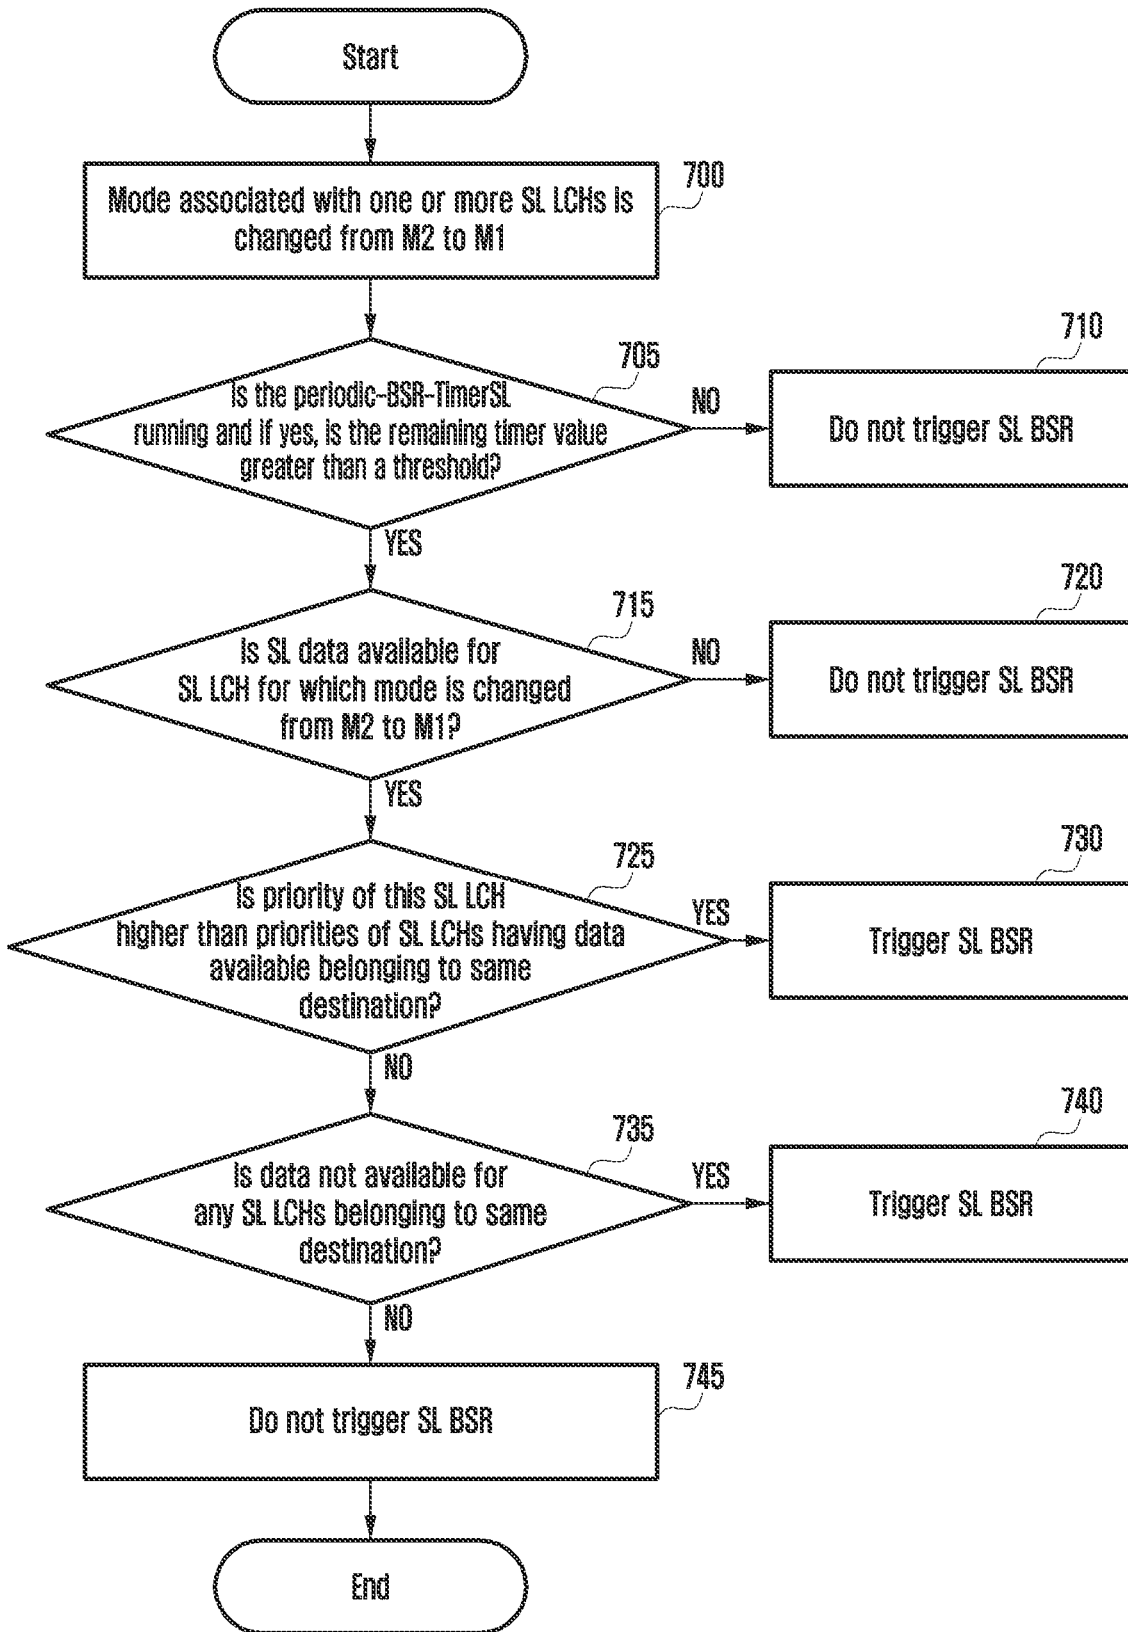 Start
700
Mode associated with one or more SL LCHs is
changed from M2 to M1
705
Is the periodic-BSR-TimerSL
running and if yes, is the remaining timer value
greater than a threshold?
NO
710
Do not trigger SL BSR
YES
715
Is SL data available for
SL LCH for which mode is changed
from M2 to M1?
NO
720
Do not trigger SL BSR
YES
725
Is priority of this SL LCH
higher than priorities of SL LCHs having data
available belonging to same
destination?
YES
730
Trigger SL BSR
NO
735
Is data not available for
any SL LCHs belonging to same
destination?
YES
740
Trigger SL BSR
NO
745
Do not trigger SL BSR
End